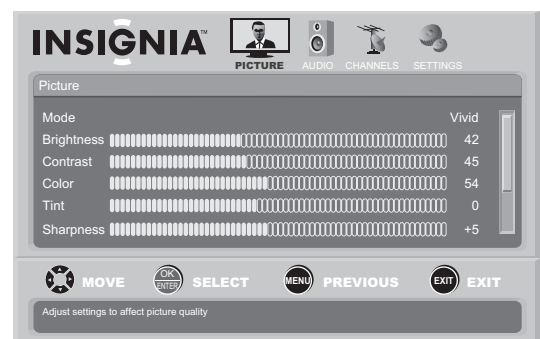 INSIGNIA™
PICTURE AUDIO CHANNELS SETTINGS
Picture
Mode Vivid
Brightness 42
Contrast 45
Color 54
Tint 0
Sharpness +5
MOVE OK ENTER SELECT MENU PREVIOUS EXIT EXIT
Adjust settings to affect picture quality